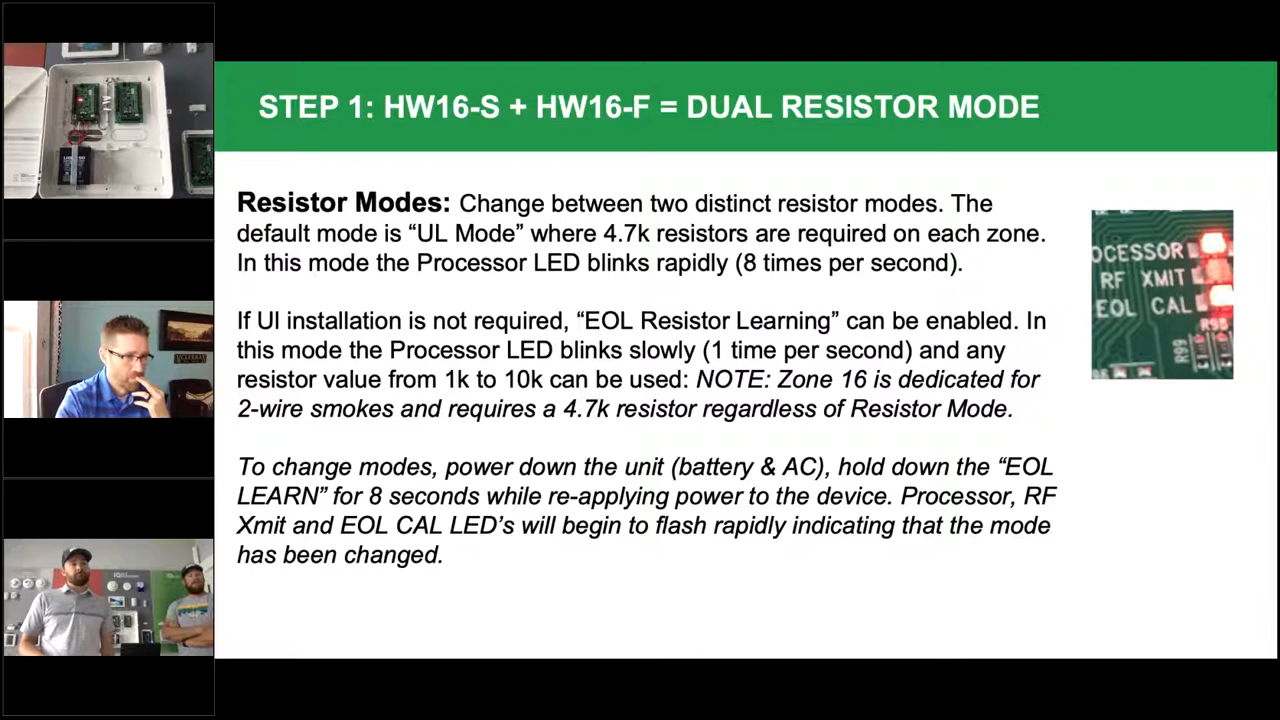 STEP 1: HW16-S + HW16-F = DUAL RESISTOR MODE
Resistor Modes: Change between two distinct resistor modes. The
default mode is “UL Mode” where 4.7k resistors are required on each zone.
In this mode the Processor LED blinks rapidly (8 times per second).
If Ul installation is not required, “EOL Resistor Learning” can be enabled. In
this mode the Processor LED blinks slowly (1 time per second) and any
resistor value from 1k to 10k can be used: NOTE: Zone 16 is dedicated for
2-wire smokes and requires a 4.7k resistor regardless of Resistor Mode.
To change modes, power down the unit (battery & AC), hold down the “EOL
LEARN” for 8 seconds while re-applying power to the device. Processor, RF
Xmit and EOL CAL LED’s will begin to flash rapidly indicating that the mode
has been changed.
OCESSOR
RF XMIT
EOL CAL
R98
R99